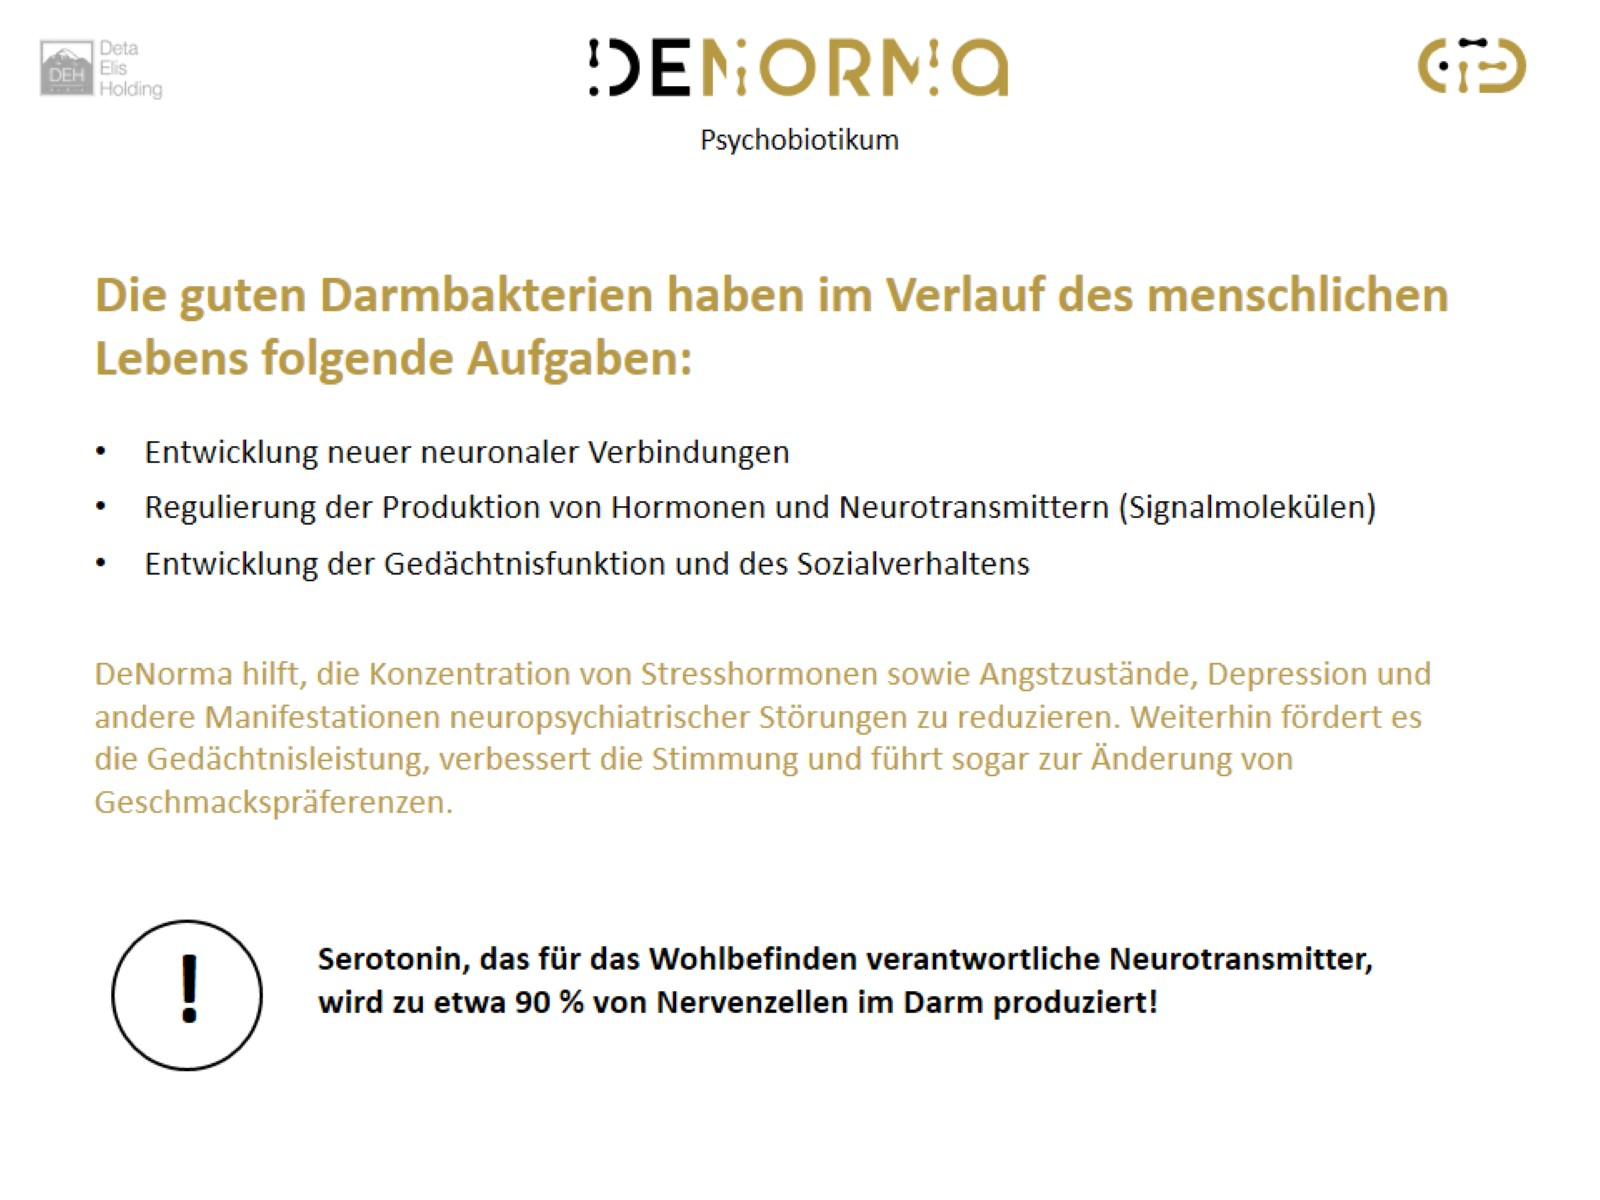 Deta
Elis
DEH Holding
DENORMA
Psychobiotikum
Die guten Darmbakterien haben im Verlauf des menschlichen
Lebens folgende Aufgaben:
• Entwicklung neuer neuronaler Verbindungen
• Regulierung der Produktion von Hormonen und Neurotransmittern (Signalmolekülen)
• Entwicklung der Gedächtnisfunktion und des Sozialverhaltens
DeNorma hilft, die Konzentration von Stresshormonen sowie Angstzustände, Depression und
andere Manifestationen neuropsychiatrischer Störungen zu reduzieren. Weiterhin fördert es
die Gedächtnisleistung, verbessert die Stimmung und führt sogar zur Änderung von
Geschmackspräferenzen.
!
Serotonin, das für das Wohlbefinden verantwortliche Neurotransmitter,
wird zu etwa 90 % von Nervenzellen im Darm produziert!